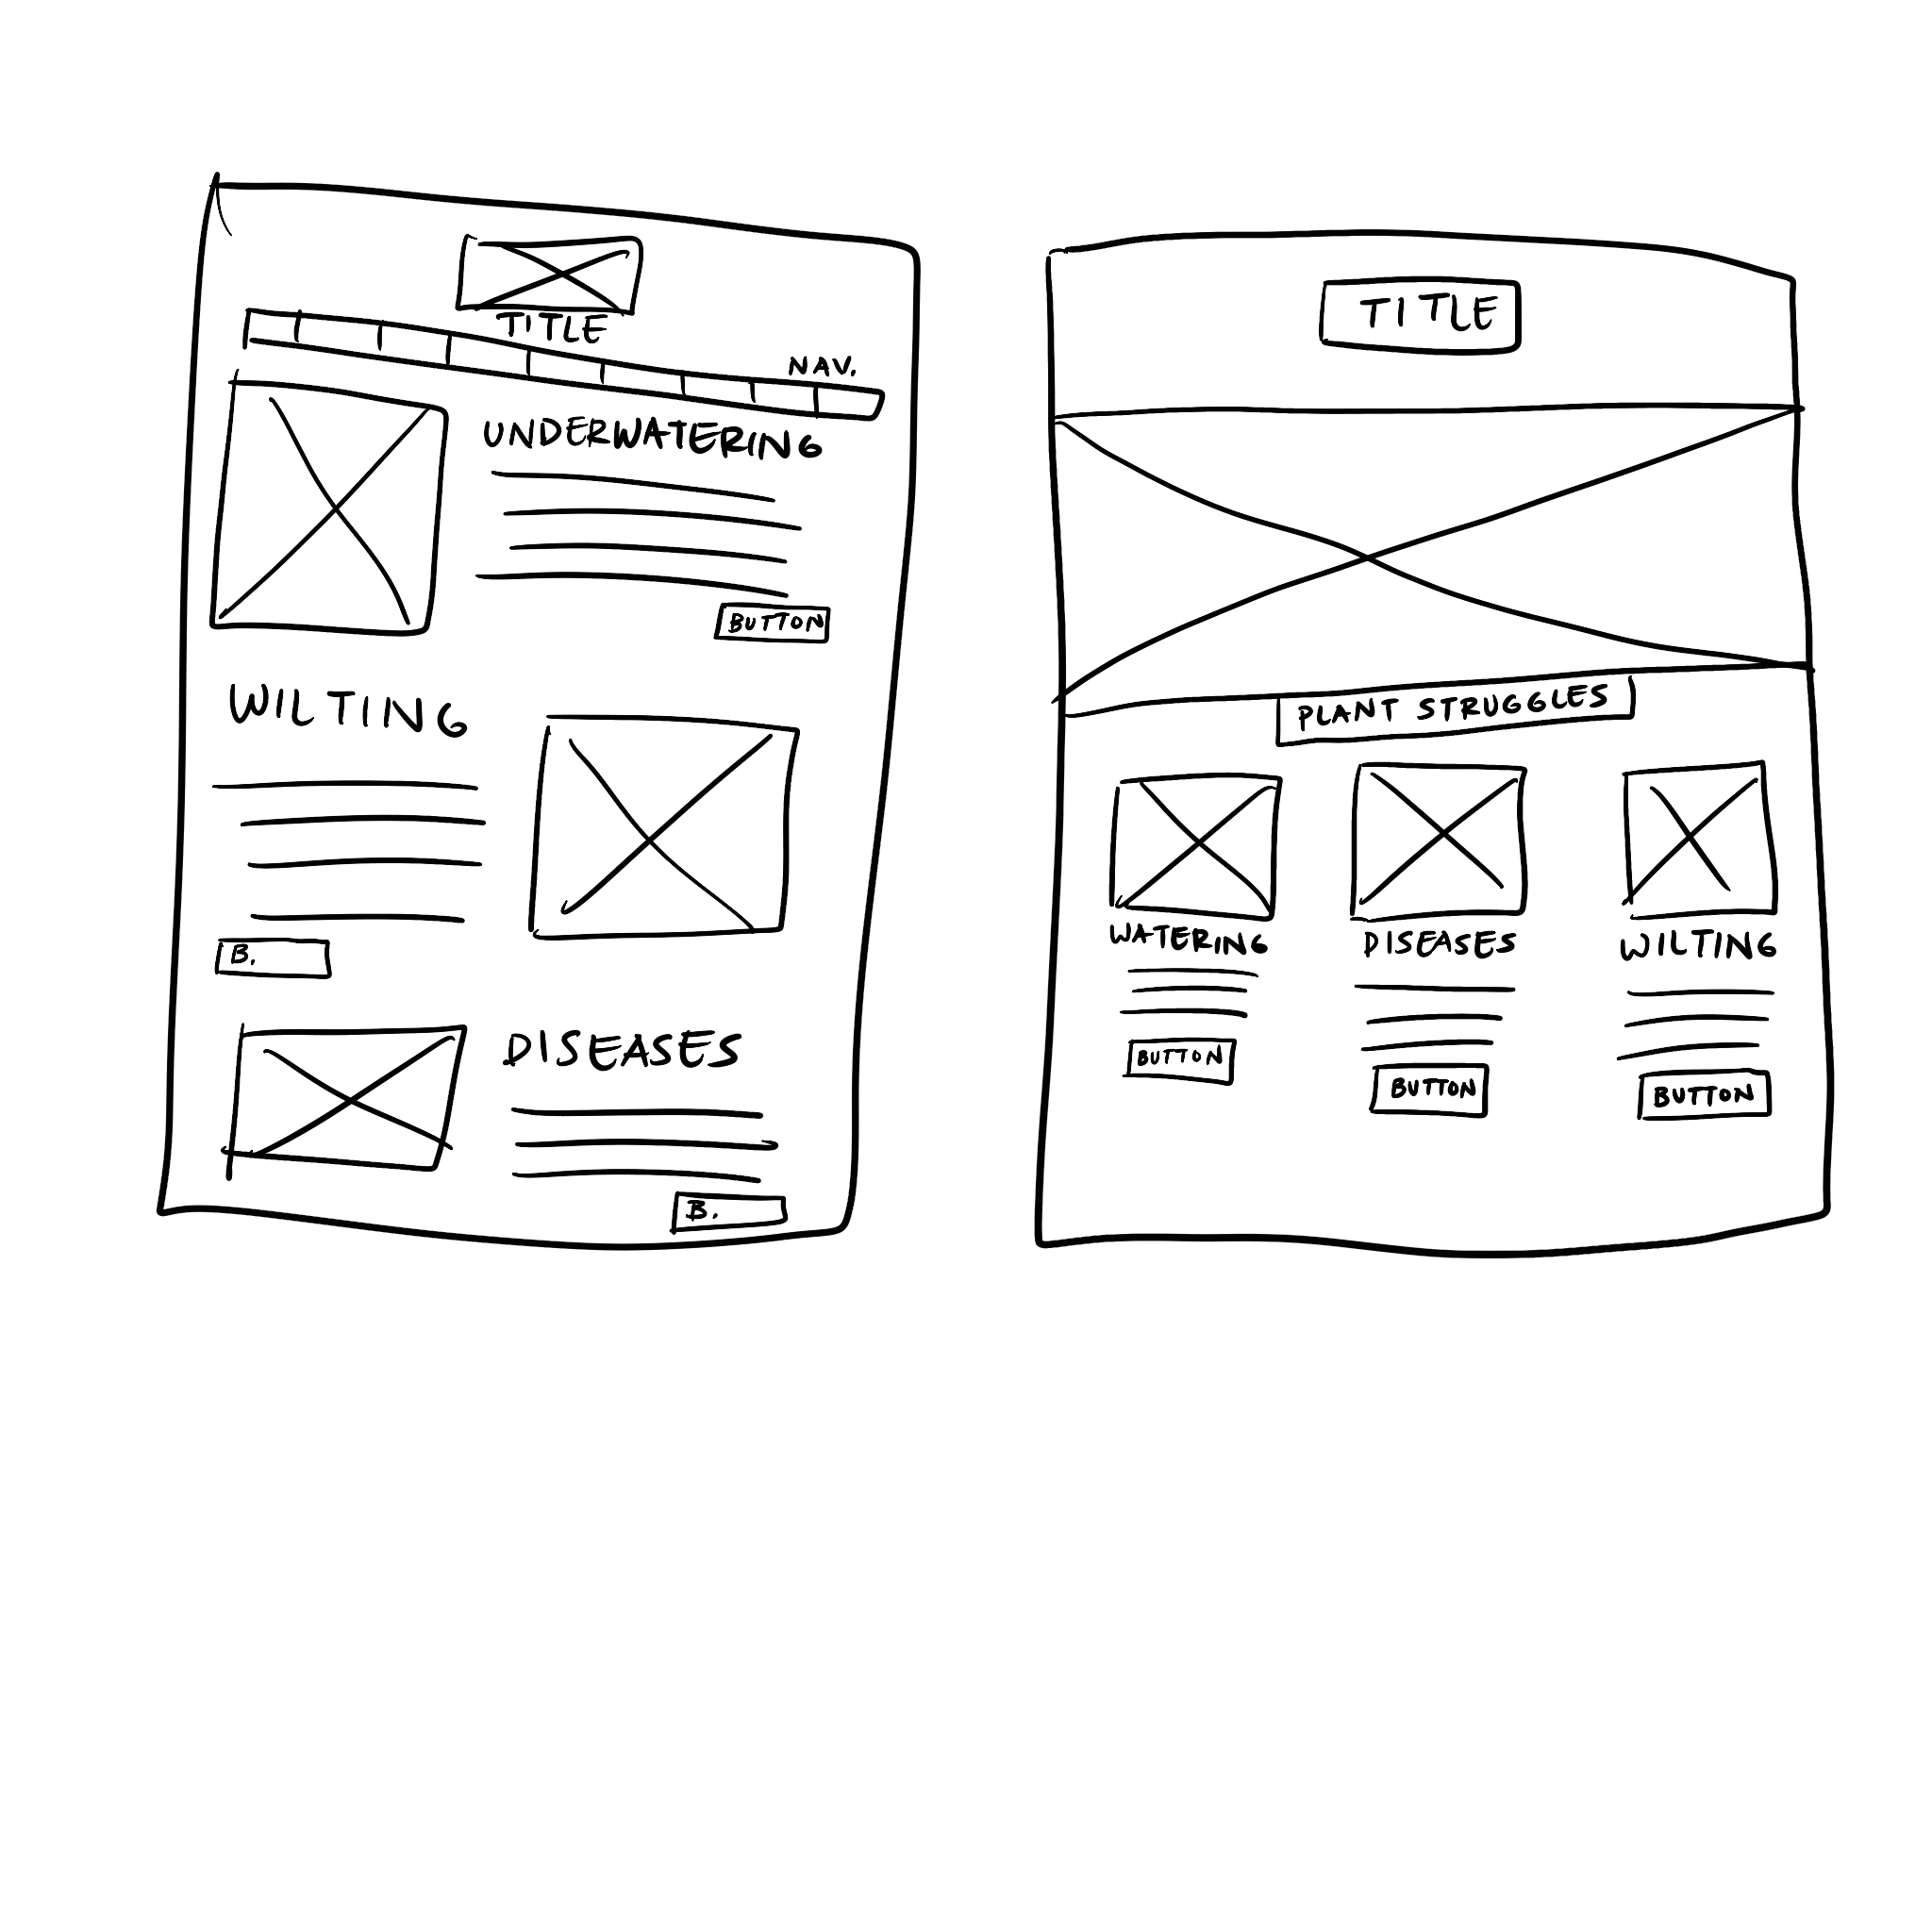 TITLE
NAV.
UNDERWATERING
BUTTON
WILTING
B.
DISEASES
B.
TITLE
PLANT STRUGGLES
WATERING
DISEASES
WILTING
BUTTON
BUTTON
BUTTON